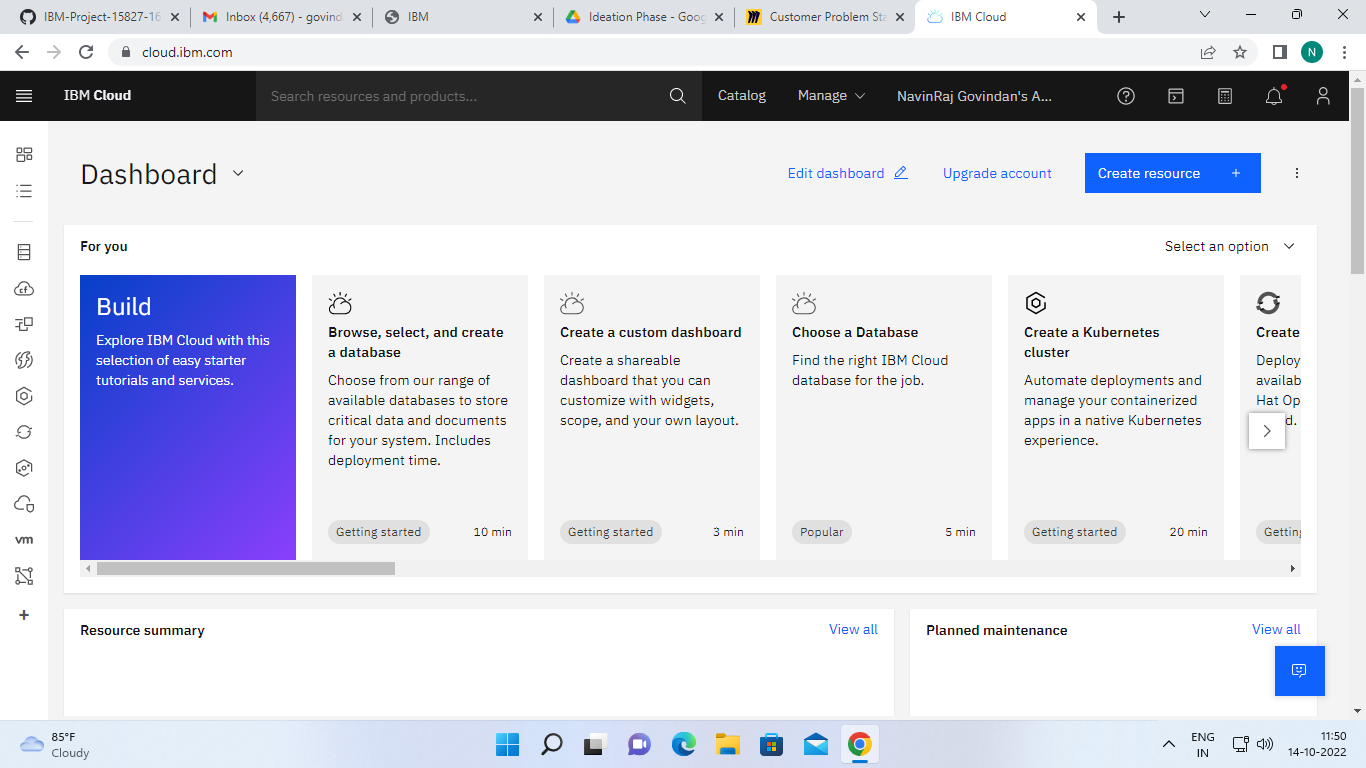 IBM-Project-15827-16
Inbox (4,667) - govind
IBM
Ideation Phase - Goog
Customer Problem Sta
IBM Cloud
cloud.ibm.com
N
IBM Cloud
Search resources and products...
Catalog
Manage
NavinRaj Govindan's A...
Dashboard
Edit dashboard
Upgrade account
Create resource +
For you
Select an option
Build
Explore IBM Cloud with this
selection of easy starter
tutorials and services.
Browse, select, and create
a database
Choose from our range of
available databases to store
critical data and documents
for your system. Includes
deployment time.
Getting started
10 min
Create a custom dashboard
Create a shareable
dashboard that you can
customize with widgets,
scope, and your own layout.
Getting started
3 min
Choose a Database
Find the right IBM Cloud
database for the job.
Popular
5 min
Create a Kubernetes
cluster
Automate deployments and
manage your containerized
apps in a native Kubernetes
experience.
Getting started
20 min
Create
Deploy
availab
Hat Op
d.
Getting
cf
vm
Resource summary
View all
Planned maintenance
View all
85°F
Cloudy
ENG
IN
11:50
14-10-2022